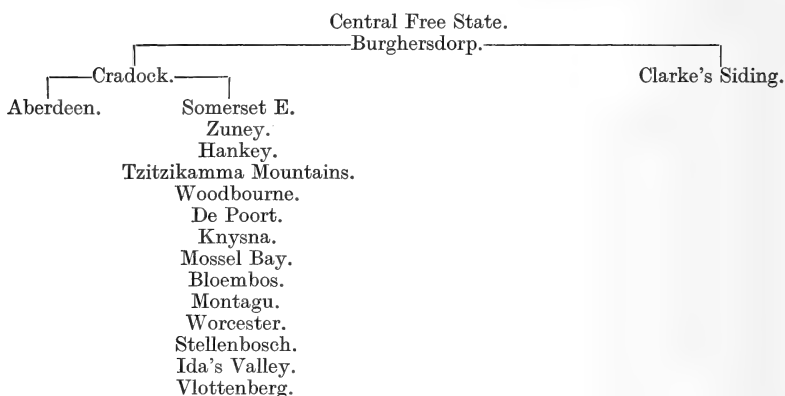 Central Free State.
Burghersdorp.
Cradock. Clarke's Siding.
Aberdeen. Somerset E.
Zuney.
Hankey.
Tzitzikamma Mountains.
Woodbourne.
De Poort.
Knysna.
Mossel Bay.
Bloembos.
Montagu.
Worcester.
Stellenbosch.
Ida's Valley.
Vlottenberg.